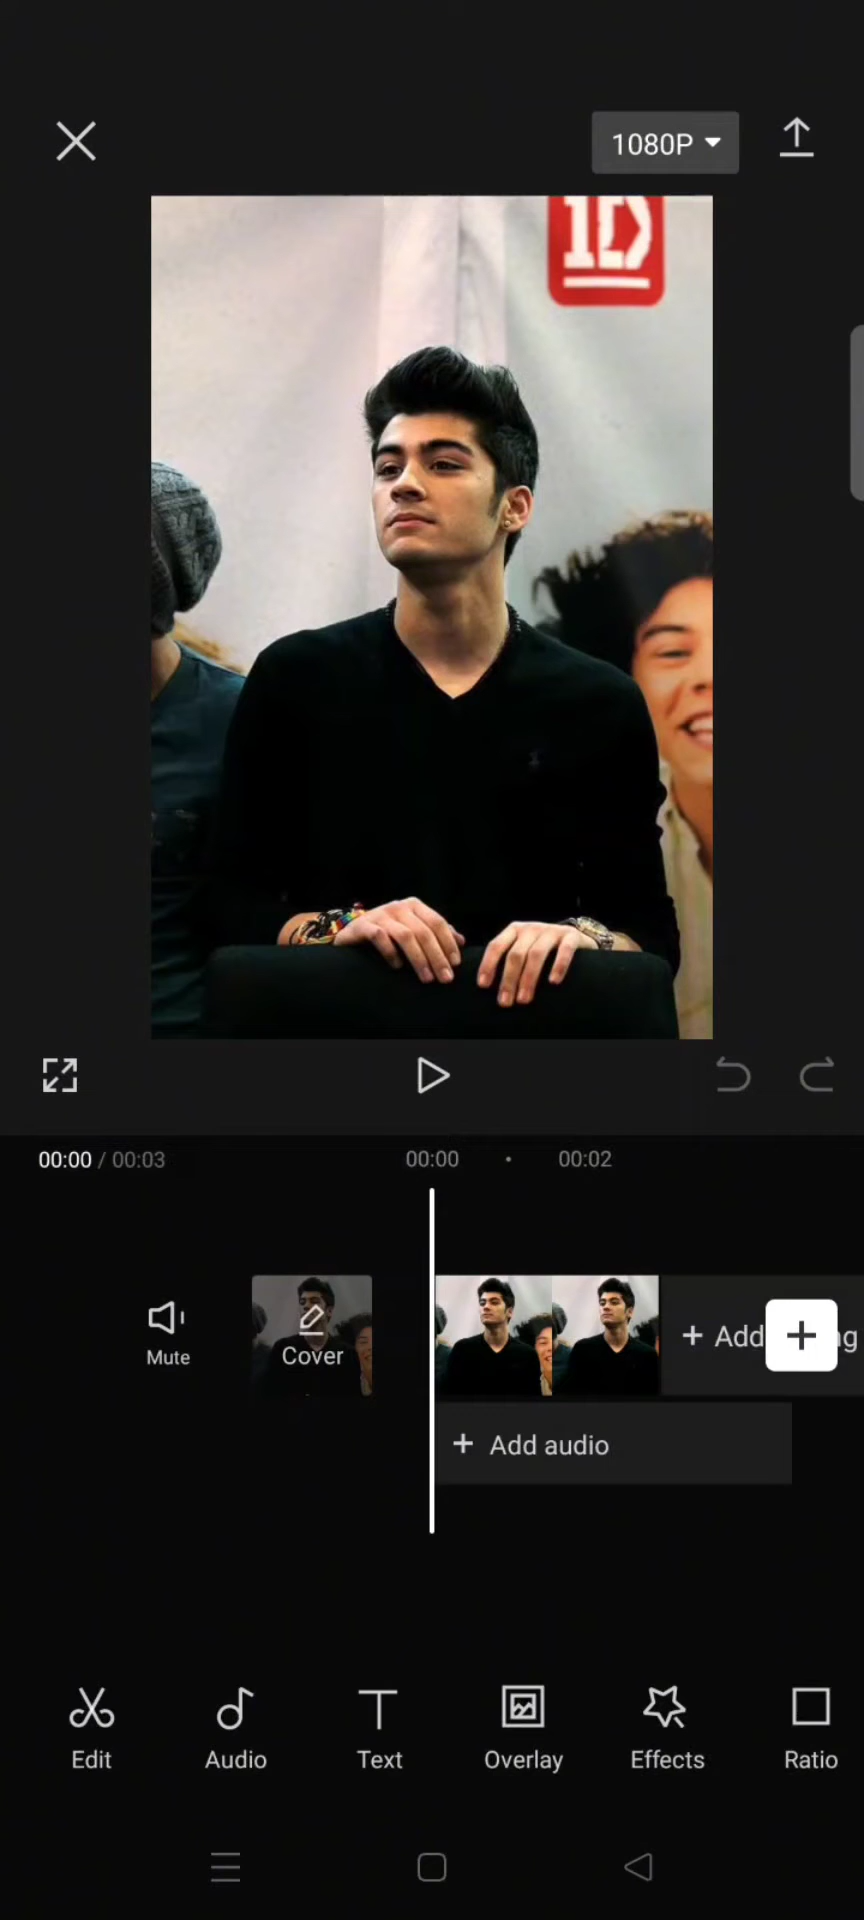 1080P
1D
00:00 / 00:03 00:00 00:02
Mute
Cover
+ Add
g
+ Add audio
Edit Audio Text Overlay Effects Ratio